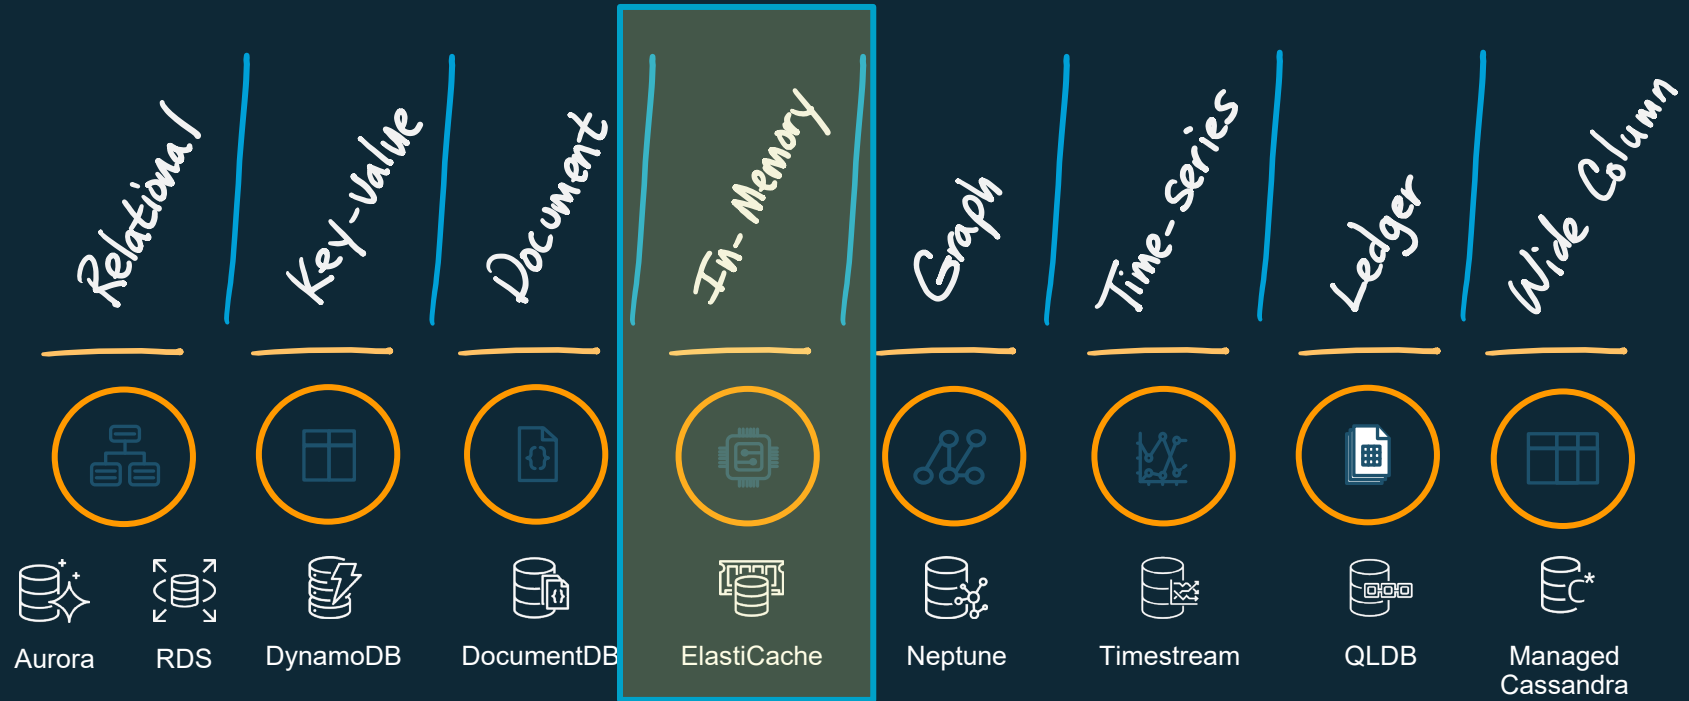 Relational
Key-Value
Document
In-Memory
Graph
Time-series
Ledger
Wide Column
Aurora
RDS
DynamoDB
DocumentDB
ElastiCache
Neptune
Timestream
QLDB
Managed
Cassandra
{}
{}
C*